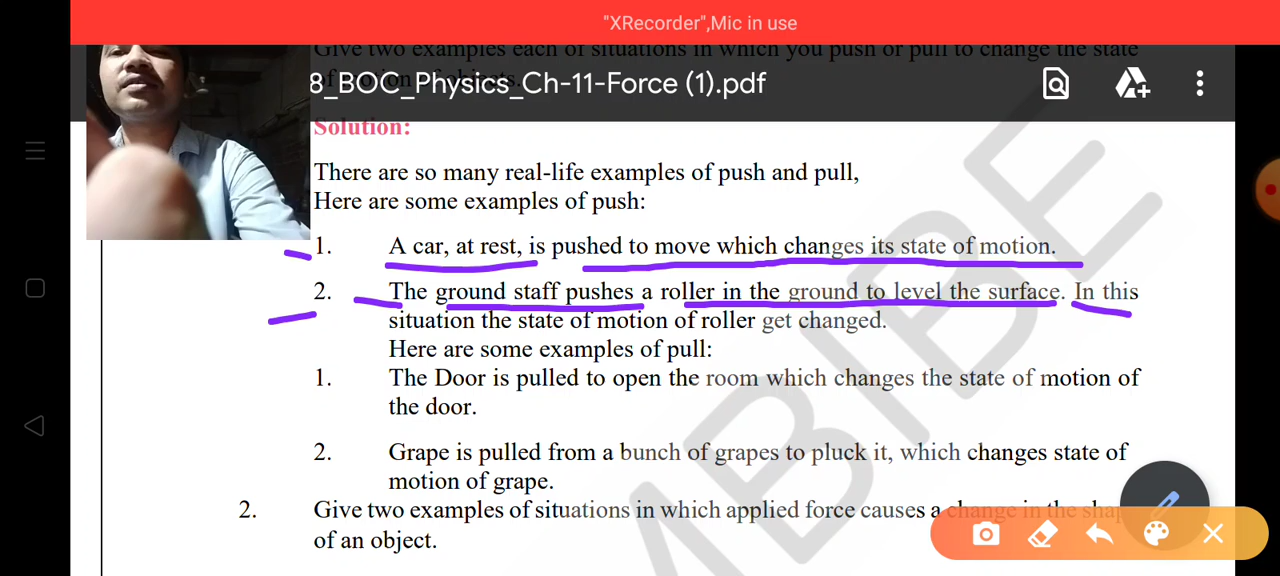 "XRecorder",Mic in use
Give two examples each of situations in which you push or pull to change the state
8_BOC_Physics_Ch-11-Force (1).pdf
Solution:
There are so many real-life examples of push and pull,
Here are some examples of push:
1. A car, at rest, is pushed to move which changes its state of motion.
2. The ground staff pushes a roller in the ground to level the surface. In this
situation the state of motion of roller get changed.
Here are some examples of pull:
1. The Door is pulled to open the room which changes the state of motion of
the door.
2. Grape is pulled from a bunch of grapes to pluck it, which changes state of
motion of grape.
2. Give two examples of situations in which applied force causes a change in the shap
of an object.